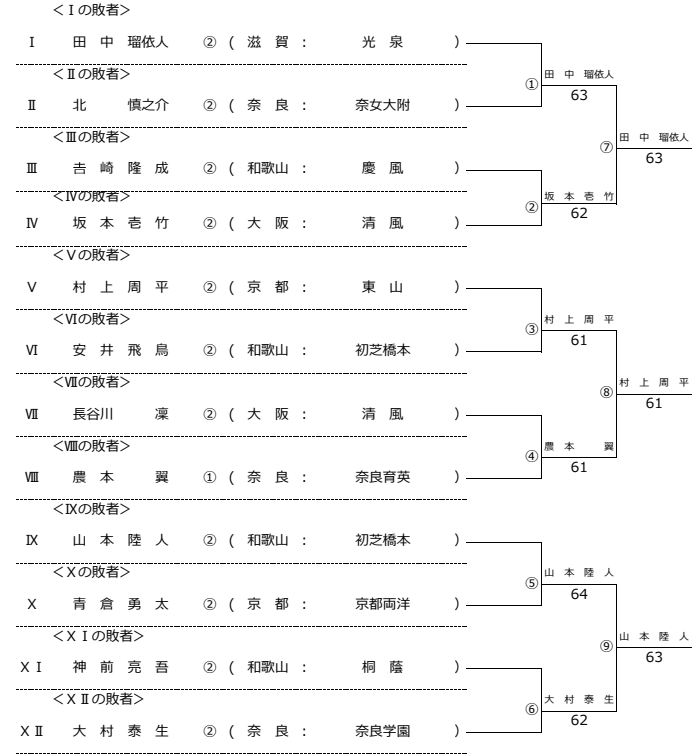 ＜Ⅰの敗者＞
Ⅰ 田 中 瑠依人 ② ( 滋 賀 : 光 泉 )
① 田 中 瑠依人
63
＜Ⅱの敗者＞
Ⅱ 北 慎之介 ② ( 奈 良 : 奈女大附 )
⑦ 田 中 瑠依人
63
＜Ⅲの敗者＞
Ⅲ 吉 崎 隆 成 ② ( 和歌山 : 慶 風 )
② 坂 本 壱 竹
62
＜Ⅳの敗者＞
Ⅳ 坂 本 壱 竹 ② ( 大 阪 : 清 風 )
＜Ⅴの敗者＞
Ⅴ 村 上 周 平 ② ( 京 都 : 東 山 )
③ 村 上 周 平
61
＜Ⅵの敗者＞
Ⅵ 安 井 飛 鳥 ② ( 和歌山 : 初芝橋本 )
⑧ 村 上 周 平
61
＜Ⅶの敗者＞
Ⅶ 長谷川 凜 ② ( 大 阪 : 清 風 )
④ 農 本 翼
61
＜Ⅷの敗者＞
Ⅷ 農 本 翼 ① ( 奈 良 : 奈良育英 )
＜Ⅸの敗者＞
Ⅸ 山 本 陸 人 ② ( 和歌山 : 初芝橋本 )
⑤ 山 本 陸 人
64
＜Ⅹの敗者＞
Ⅹ 青 倉 勇 太 ② ( 京 都 : 京都両洋 )
⑨ 山 本 陸 人
63
＜ⅩⅠの敗者＞
ⅩⅠ 神 前 亮 吾 ② ( 和歌山 : 桐 蔭 )
⑥ 大 村 泰 生
62
＜ⅩⅡの敗者＞
ⅩⅡ 大 村 泰 生 ② ( 奈 良 : 奈良学園 )